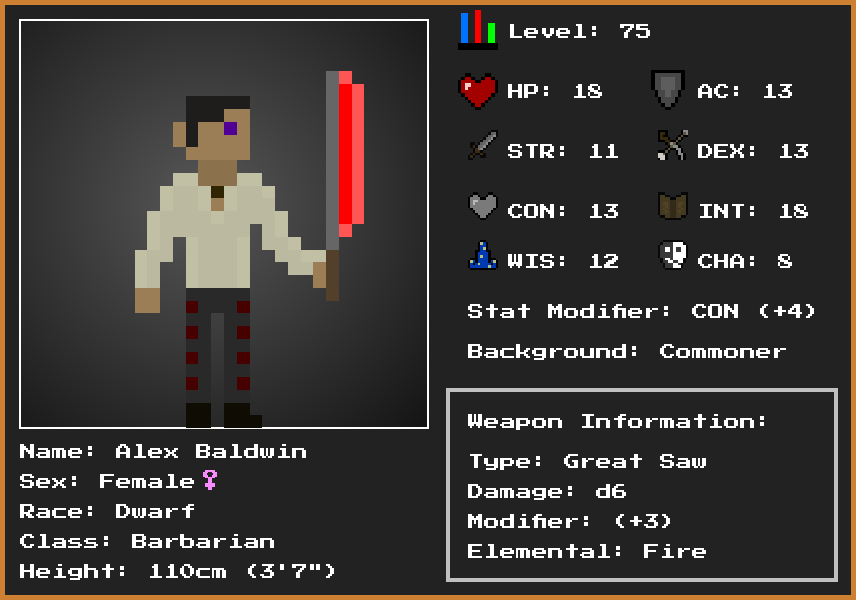 Level: 75
HP: 18 AC: 13
STR: 11 DEX: 13
CON: 13 INT: 18
WIS: 12 CHA: 8
Stat Modifier: CON (+4)
Background: Commoner
Weapon Information:
Type: Great Saw
Damage: d6
Modifier: (+3)
Elemental: Fire
Name: Alex Baldwin
Sex: Female♀
Race: Dwarf
Class: Barbarian
Height: 110cm (3'7")